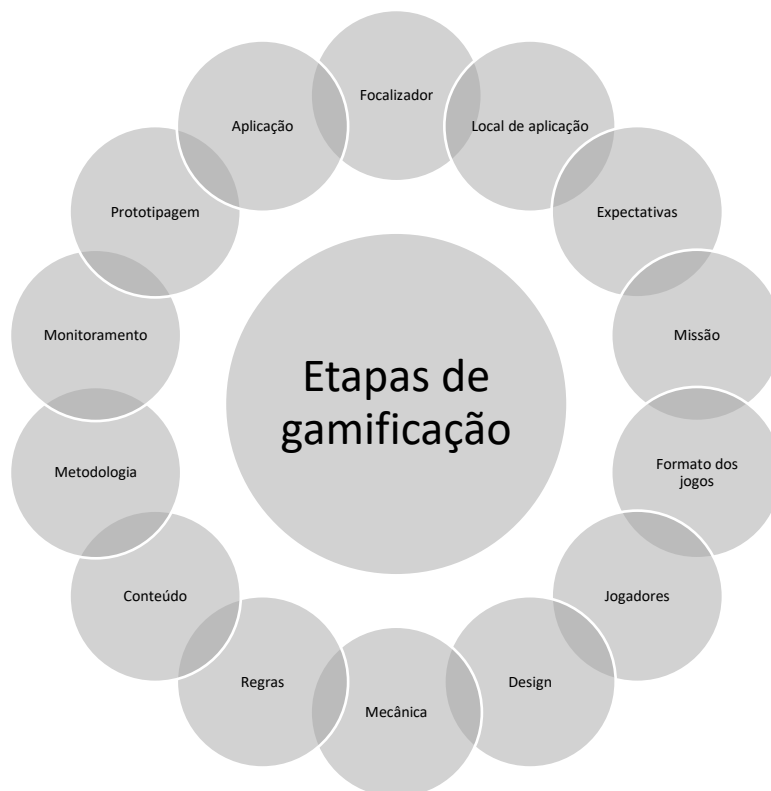 Focalizador
Local de aplicação
Expectativas
Missão
Formato dos
jogos
Jogadores
Design
Mecânica
Regras
Conteúdo
Metodologia
Monitoramento
Prototipagem
Aplicação
Etapas de
gamificação